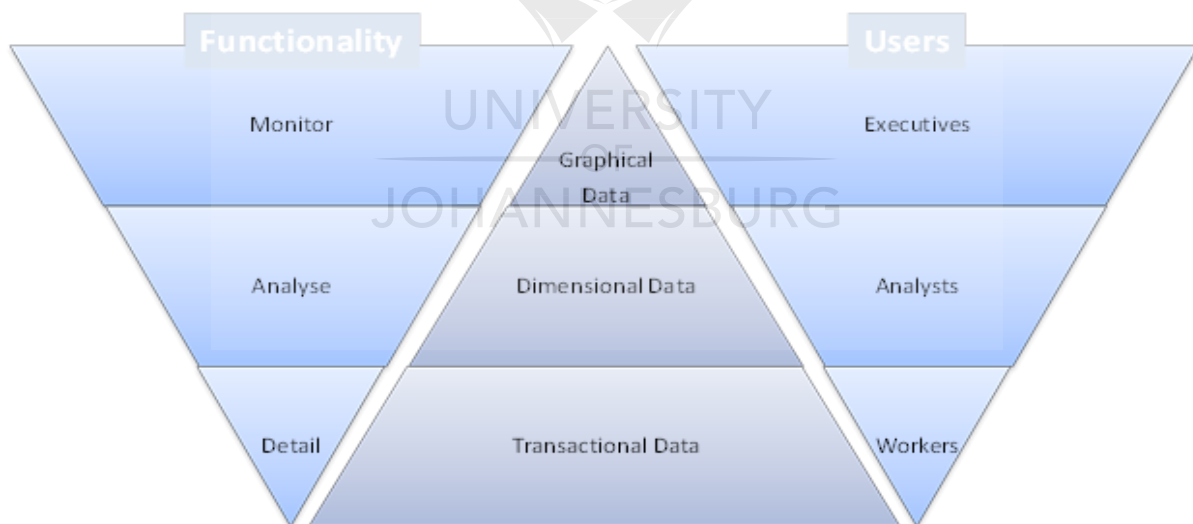 Functionality
Users
Monitor
Executives
UNIVERSITY
Graphical
OF
Data
JOHANNESBURG
Analyse
Dimensional Data
Analysts
Detail
Transactional Data
Workers